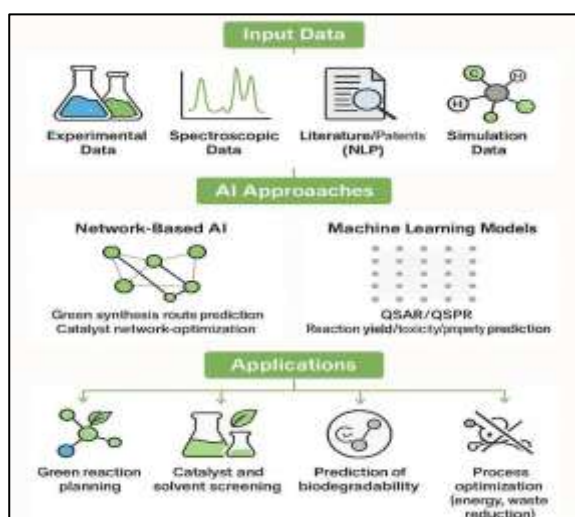 Input Data
Experimental Data
Spectroscopic Data
Literature/Patents (NLP)
Simulation Data
C
H
H
AI Approaaches
Network-Based AI
Green synthesis route prediction
Catalyst network-optimization
Machine Learning Models
QSAR/QSPR
Reaction yield/toxicity/property prediction
Applications
Green reaction planning
Catalyst and solvent screening
Prediction of biodegradability
Process optimization (energy, waste reduction)